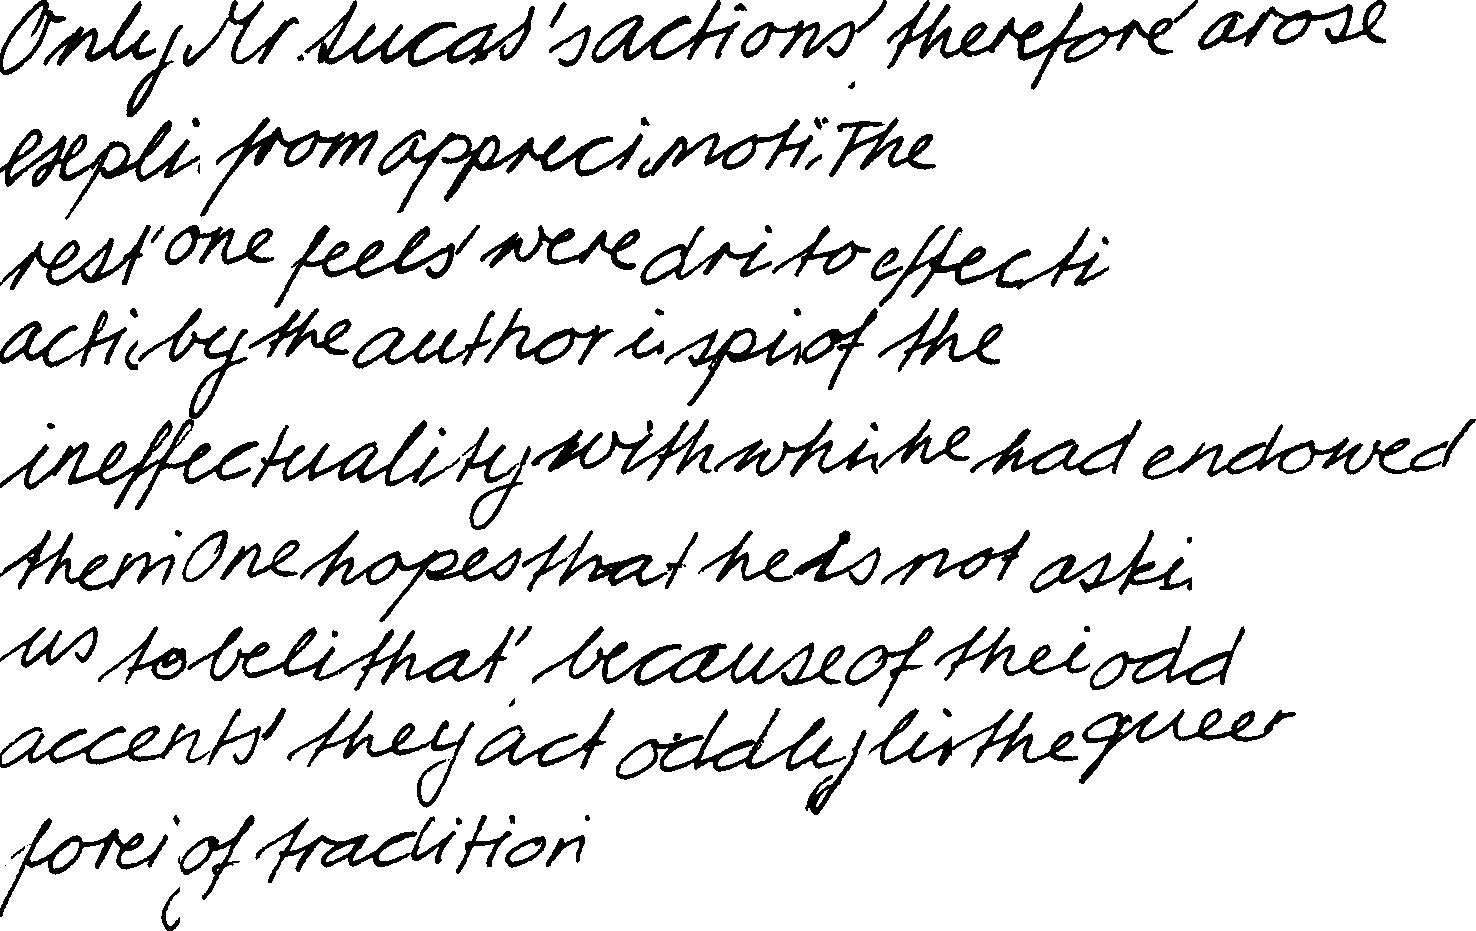 Only Mr. Lucas's actions, therefore, arose
expli. from appreci. moti. The
rest, one feels, were dri to effecti
acti. by the author i. spi. of the
ineffectuality with whi. he had endowed
them. One hopes that he is not aski.
us to beli that, because of thei odd
accents, they act oddly, li. the queer
forei of tradition